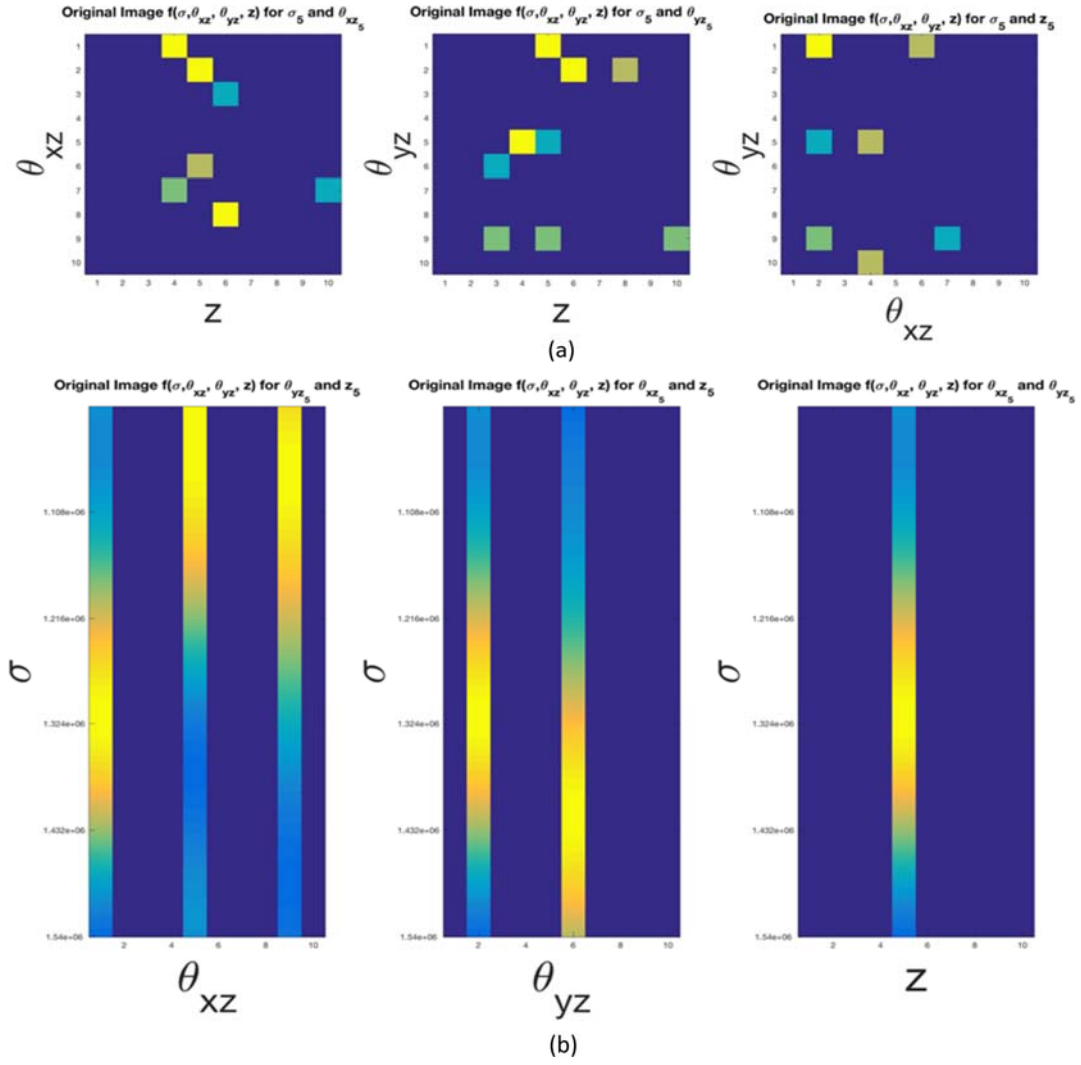 Original Image f(σ,θxz, θyz, z) for σ5 and θxz5
1
2
3
4
5
6
7
8
9
10
θxz
1 2 3 4 5 6 7 8 9 10
z
Original Image f(σ,θxz, θyz, z) for σ5 and θyz5
1
2
3
4
5
6
7
8
9
10
θyz
1 2 3 4 5 6 7 8 9 10
z
Original Image f(σ,θxz, θyz, z) for σ5 and z5
1
2
3
4
5
6
7
8
9
10
θyz
1 2 3 4 5 6 7 8 9 10
θxz
(a)
Original Image f(σ,θxz, θyz, z) for θyz5 and z5
1.108e+06
1.216e+06
1.324e+06
1.432e+06
1.54e+06
σ
2 4 6 8 10
θxz
Original Image f(σ,θxz, θyz, z) for θxz5 and z5
1.108e+06
1.216e+06
1.324e+06
1.432e+06
1.54e+06
σ
2 4 6 8 10
θyz
Original Image f(σ,θxz, θyz, z) for θxz5 and θyz5
1.108e+06
1.216e+06
1.324e+06
1.432e+06
1.54e+06
σ
2 4 6 8 10
z
(b)